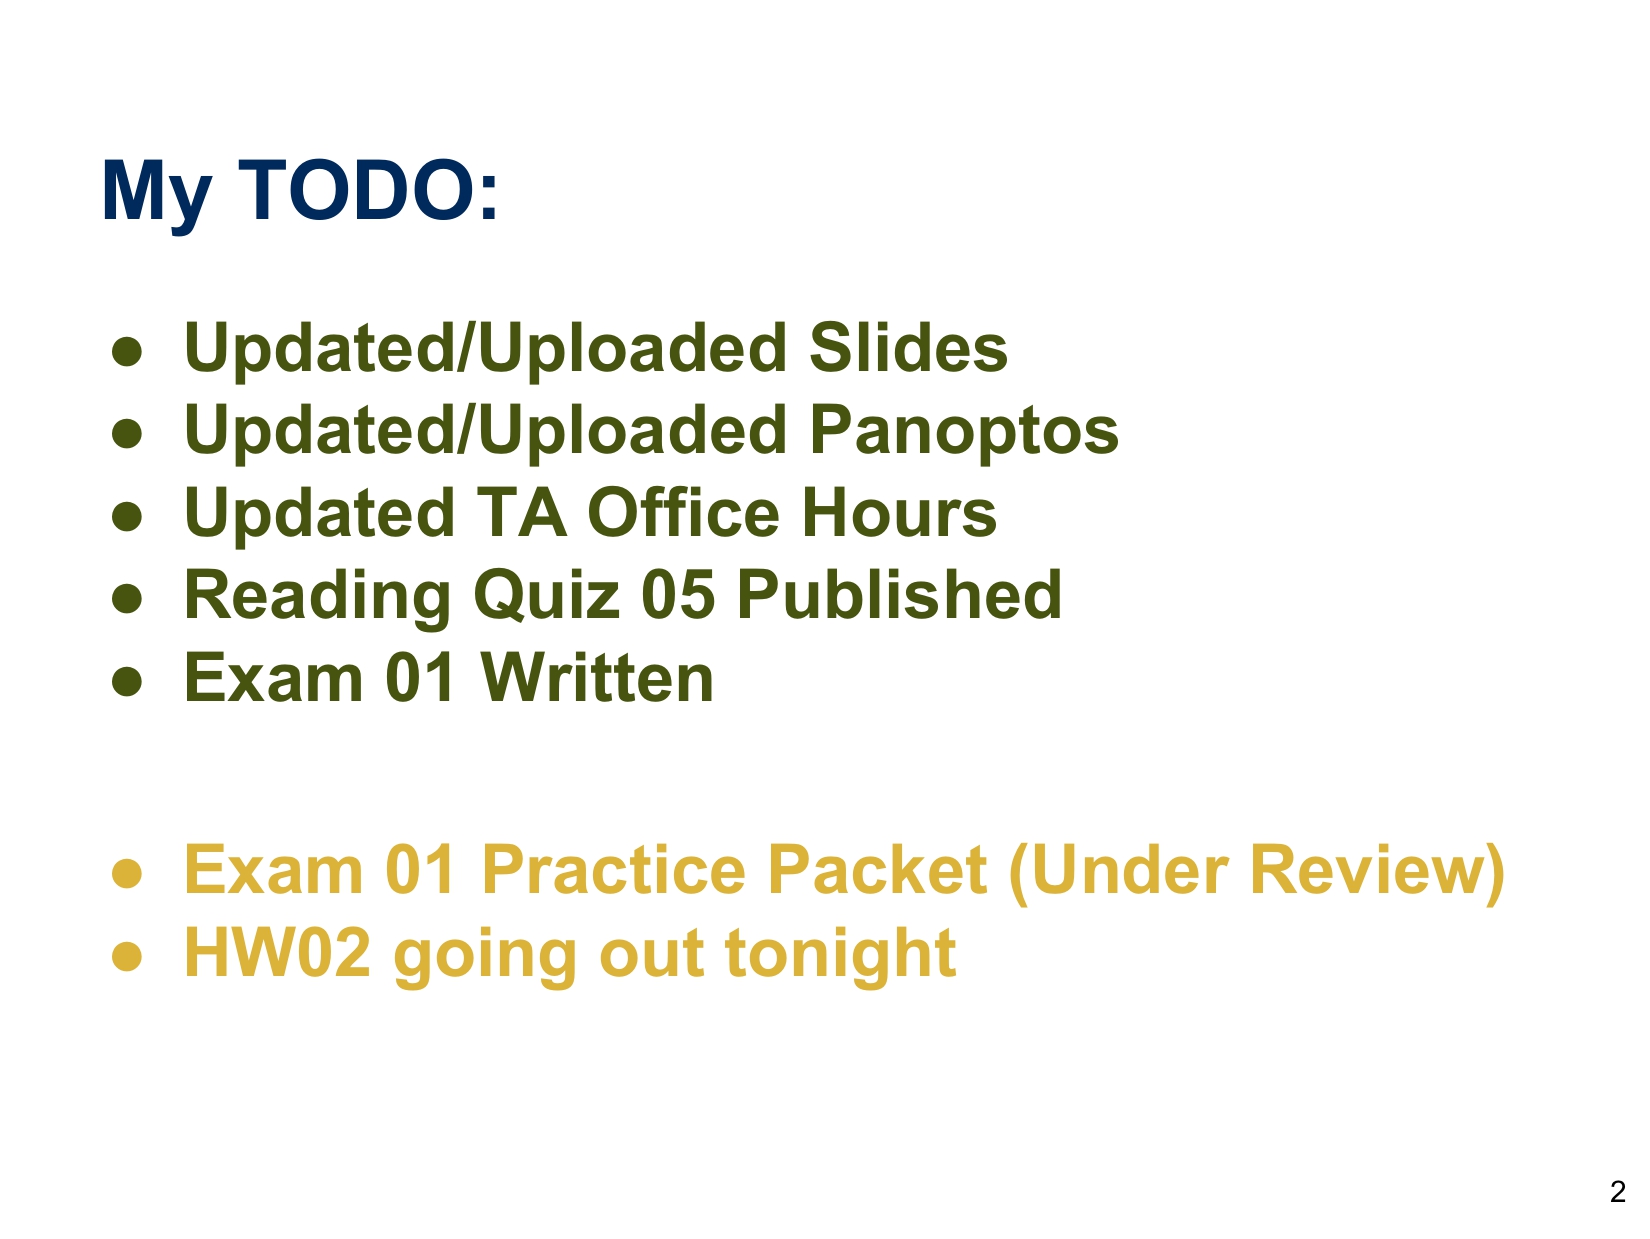 My TODO:
● Updated/Uploaded Slides
● Updated/Uploaded Panoptos
● Updated TA Office Hours
● Reading Quiz 05 Published
● Exam 01 Written
● Exam 01 Practice Packet (Under Review)
● HW02 going out tonight
2